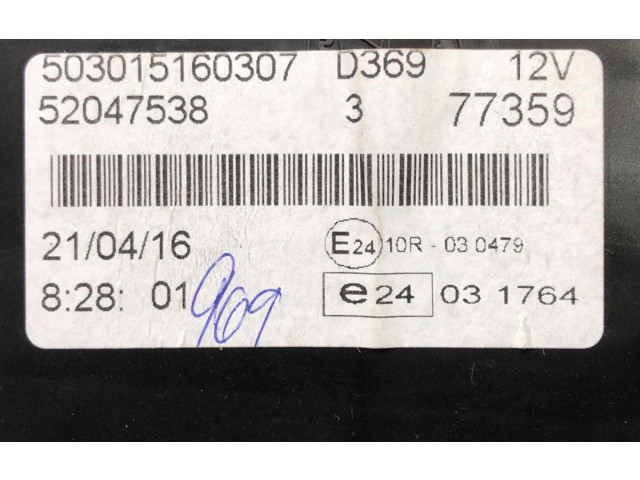 503015160307 D369 12V
52047538 3 77359
21/04/16 E24 10R - 03 0479
8:28: 01 969 e24 03 1764